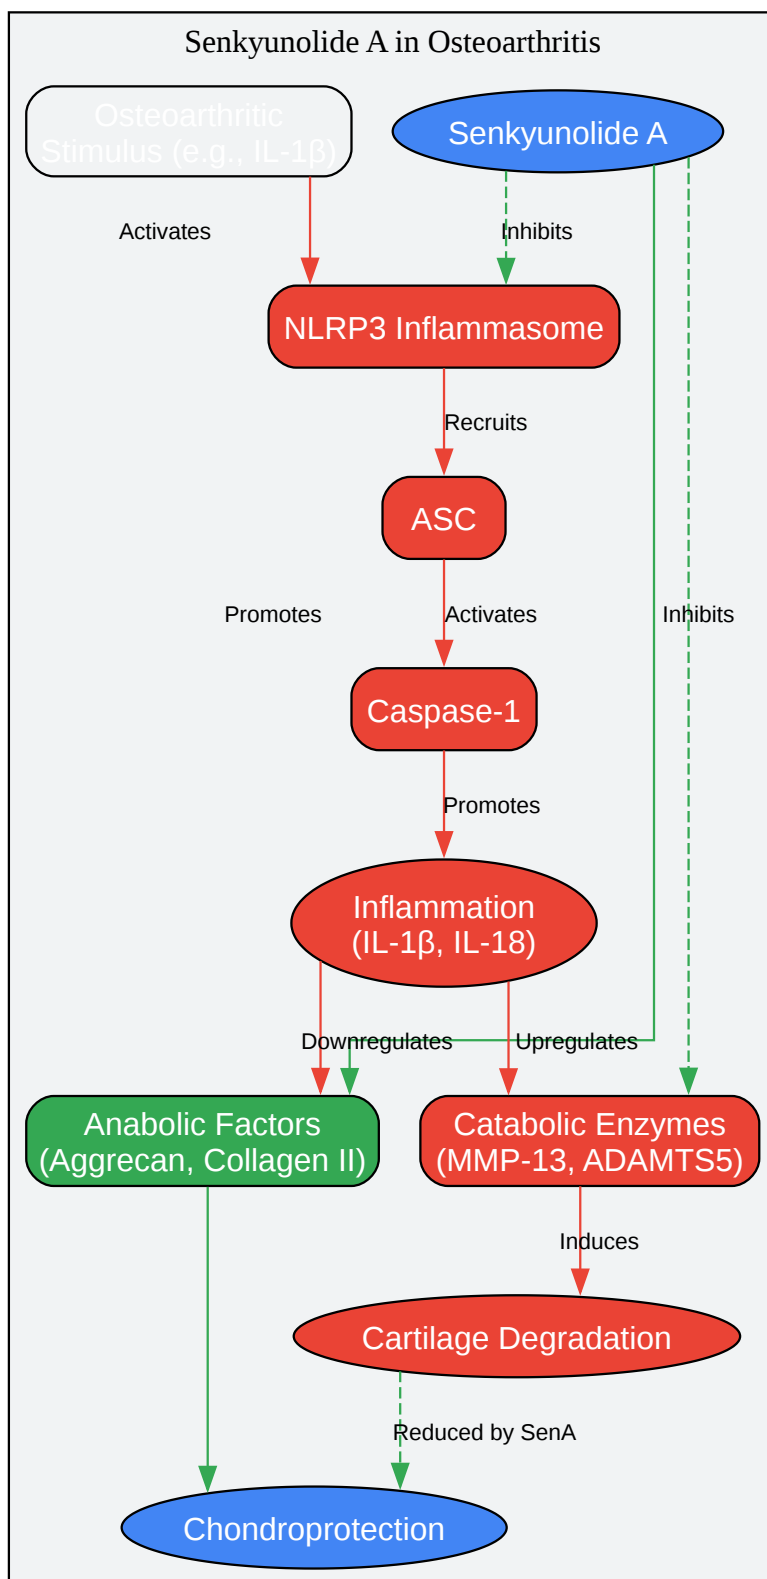 Senkyunolide A in Osteoarthritis
Osteoarthritic
Stimulus (e.g., IL-1β)
Senkyunolide A
Activates
Inhibits
NLRP3 Inflammasome
Recruits
ASC
Promotes
Activates
Inhibits
Caspase-1
Promotes
Inflammation
(IL-1β, IL-18)
Downregulates
Upregulates
Anabolic Factors
(Aggrecan, Collagen II)
Catabolic Enzymes
(MMP-13, ADAMTS5)
Induces
Cartilage Degradation
Reduced by SenA
Chondroprotection